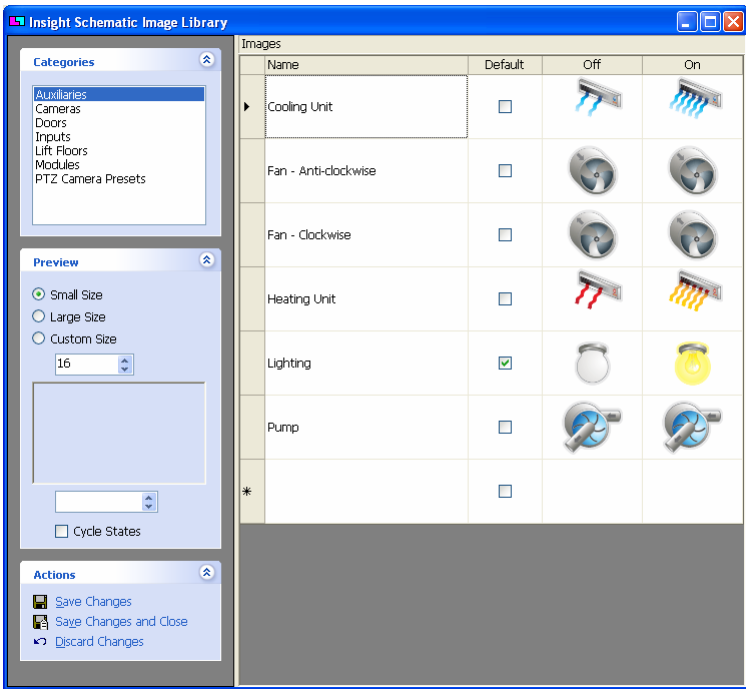 Insight Schematic Image Library
Categories
Auxiliaries
Cameras
Doors
Inputs
Lift Floors
Modules
PTZ Camera Presets
Preview
Small Size
Large Size
Custom Size
16
Cycle States
Actions
Save Changes
Save Changes and Close
Discard Changes
Images
Name Default Off On
Cooling Unit
Fan - Anti-clockwise
Fan - Clockwise
Heating Unit
Lighting
Pump